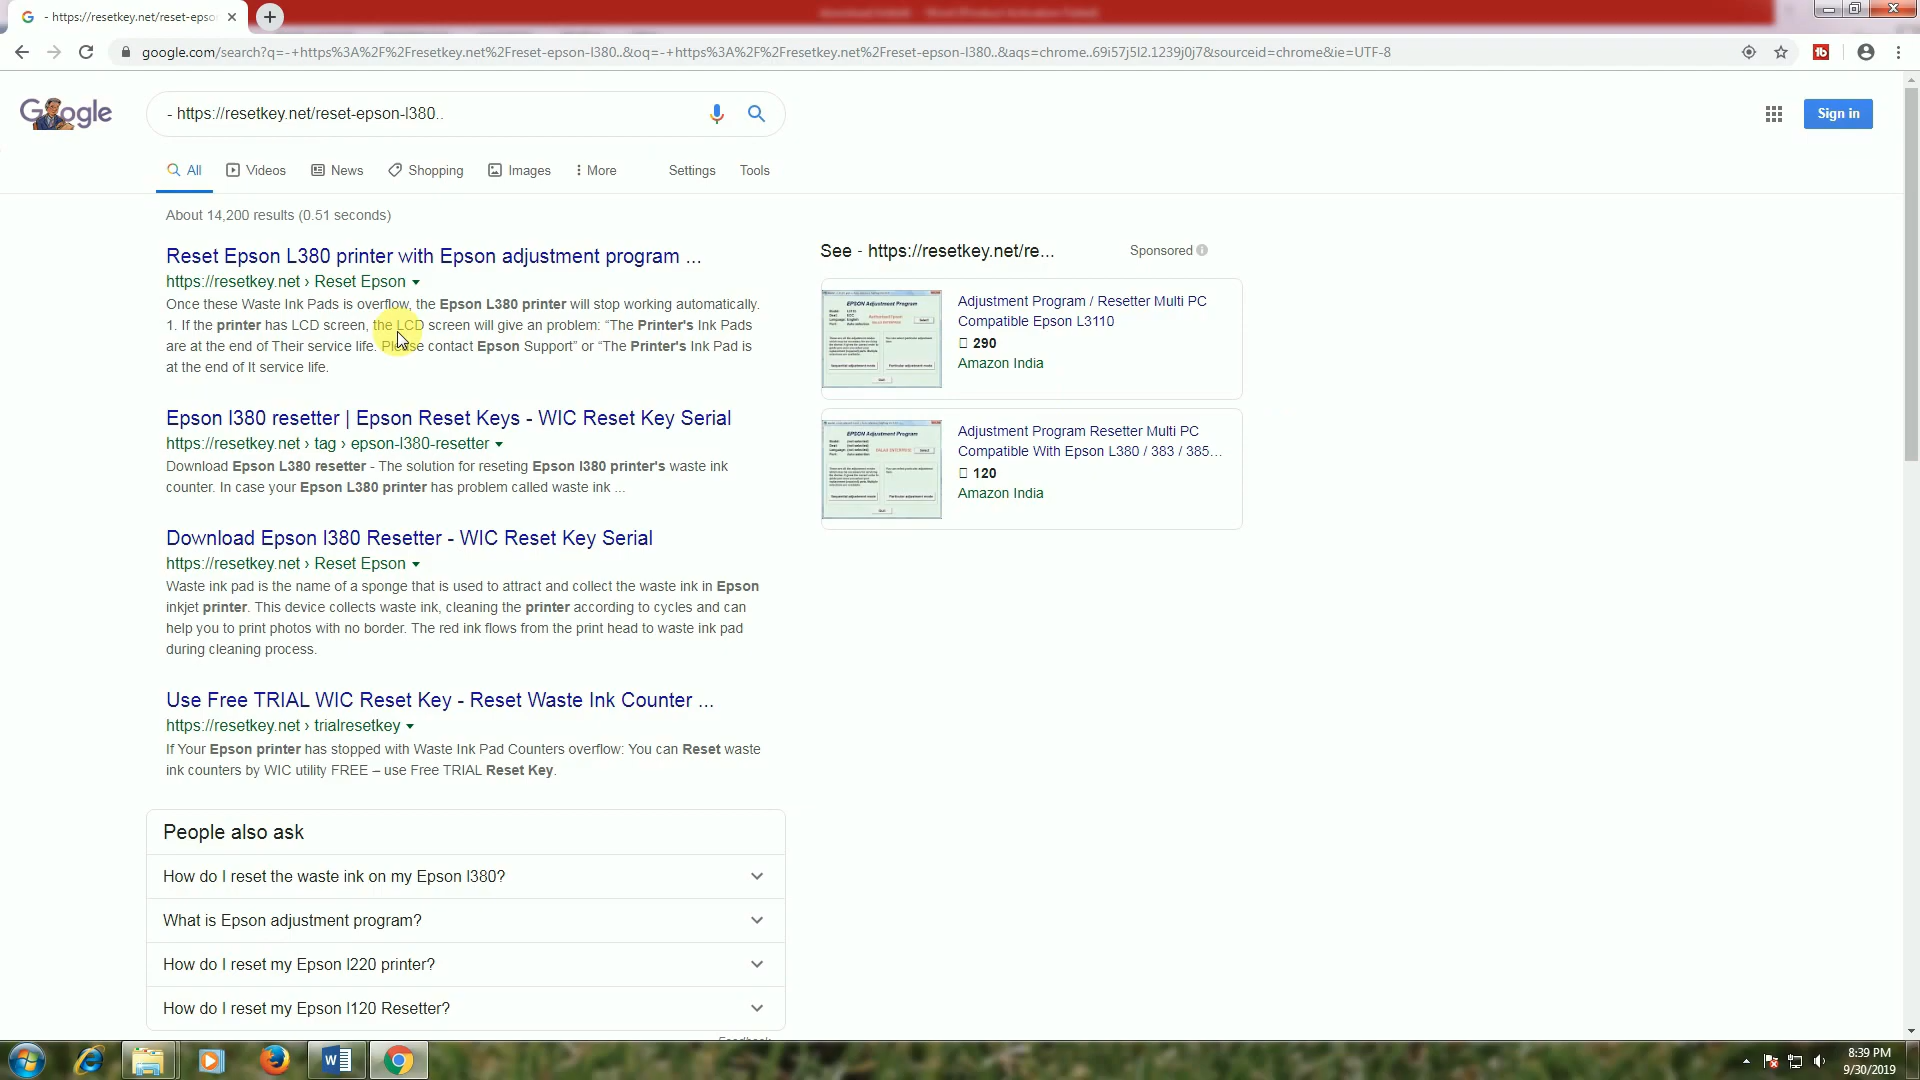 - https://resetkey.net/reset-epso
google.com/search?q=-+https%3A%2F%2Fresetkey.net%2Freset-epson-l380..&oq=-+https%3A%2F%2Fresetkey.net%2Freset-epson-l380..&aqs=chrome..69i57j5l2.1239j0j7&sourceid=chrome&ie=UTF-8
Google
- https://resetkey.net/reset-epson-l380..
Sign in
All Videos News Shopping Images More Settings Tools
About 14,200 results (0.51 seconds)
Reset Epson L380 printer with Epson adjustment program ...
https://resetkey.net › Reset Epson
Once these Waste Ink Pads is overflow, the Epson L380 printer will stop working automatically.
1. If the printer has LCD screen, the LCD screen will give an problem: “The Printer's Ink Pads
are at the end of Their service life. Please contact Epson Support” or “The Printer's Ink Pad is
at the end of It service life.
Epson l380 resetter | Epson Reset Keys - WIC Reset Key Serial
https://resetkey.net › tag › epson-l380-resetter
Download Epson L380 resetter - The solution for reseting Epson l380 printer's waste ink
counter. In case your Epson L380 printer has problem called waste ink ...
Download Epson l380 Resetter - WIC Reset Key Serial
https://resetkey.net › Reset Epson
Waste ink pad is the name of a sponge that is used to attract and collect the waste ink in Epson
inkjet printer. This device collects waste ink, cleaning the printer according to cycles and can
help you to print photos with no border. The red ink flows from the print head to waste ink pad
during cleaning process.
Use Free TRIAL WIC Reset Key - Reset Waste Ink Counter ...
https://resetkey.net › trialresetkey
If Your Epson printer has stopped with Waste Ink Pad Counters overflow: You can Reset waste
ink counters by WIC utility FREE – use Free TRIAL Reset Key.
People also ask
How do I reset the waste ink on my Epson l380?
What is Epson adjustment program?
How do I reset my Epson l220 printer?
How do I reset my Epson l120 Resetter?
See - https://resetkey.net/re...
Sponsored
EPSON Adjustment Program
Adjustment Program / Resetter Multi PC
Compatible Epson L3110
290
Amazon India
EPSON Adjustment Program
Adjustment Program Resetter Multi PC
Compatible With Epson L380 / 383 / 385...
120
Amazon India
8:39 PM
9/30/2019